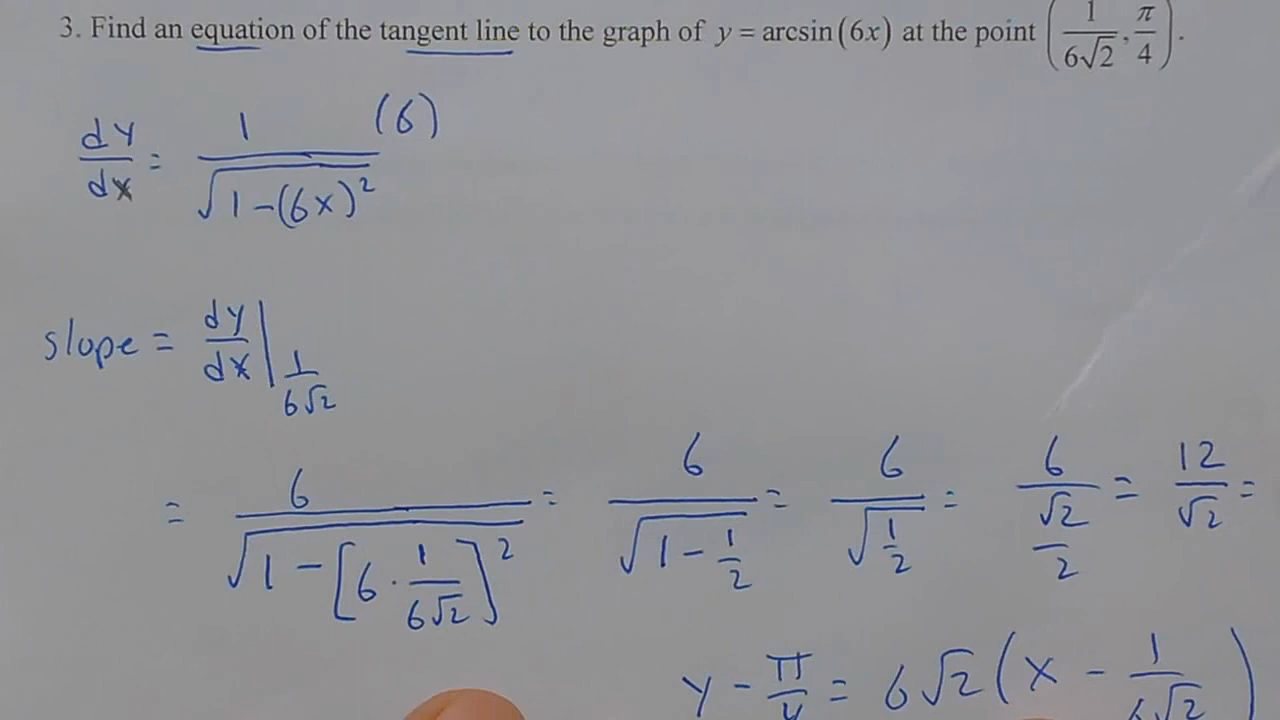 3. Find an equation of the tangent line to the graph of y = arcsin(6x) at the point (1/(6√2), π/4).
dy/dx = 1/√(1-(6x)²) (6)
slope = dy/dx | 1/(6√2)
= 6/√(1-[6·1/(6√2)]²) = 6/√(1-1/2) = 6/√(1/2) = 6/(√2/2) = 12/√2 =
y - π/4 = 6√2(x - 1/(6√2))